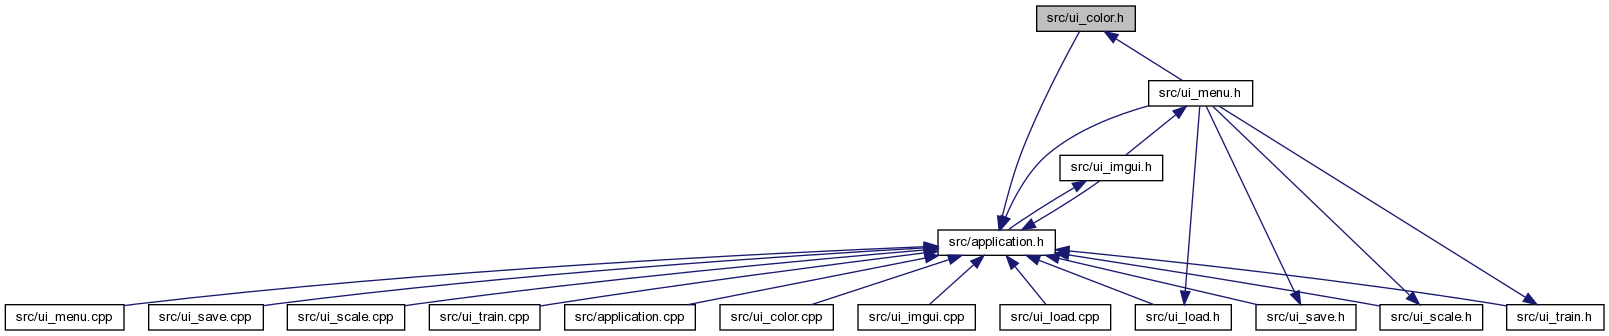 src/ui_color.h
src/ui_menu.h
src/ui_imgui.h
src/application.h
src/ui_menu.cpp
src/ui_save.cpp
src/ui_scale.cpp
src/ui_train.cpp
src/application.cpp
src/ui_color.cpp
src/ui_imgui.cpp
src/ui_load.cpp
src/ui_load.h
src/ui_save.h
src/ui_scale.h
src/ui_train.h